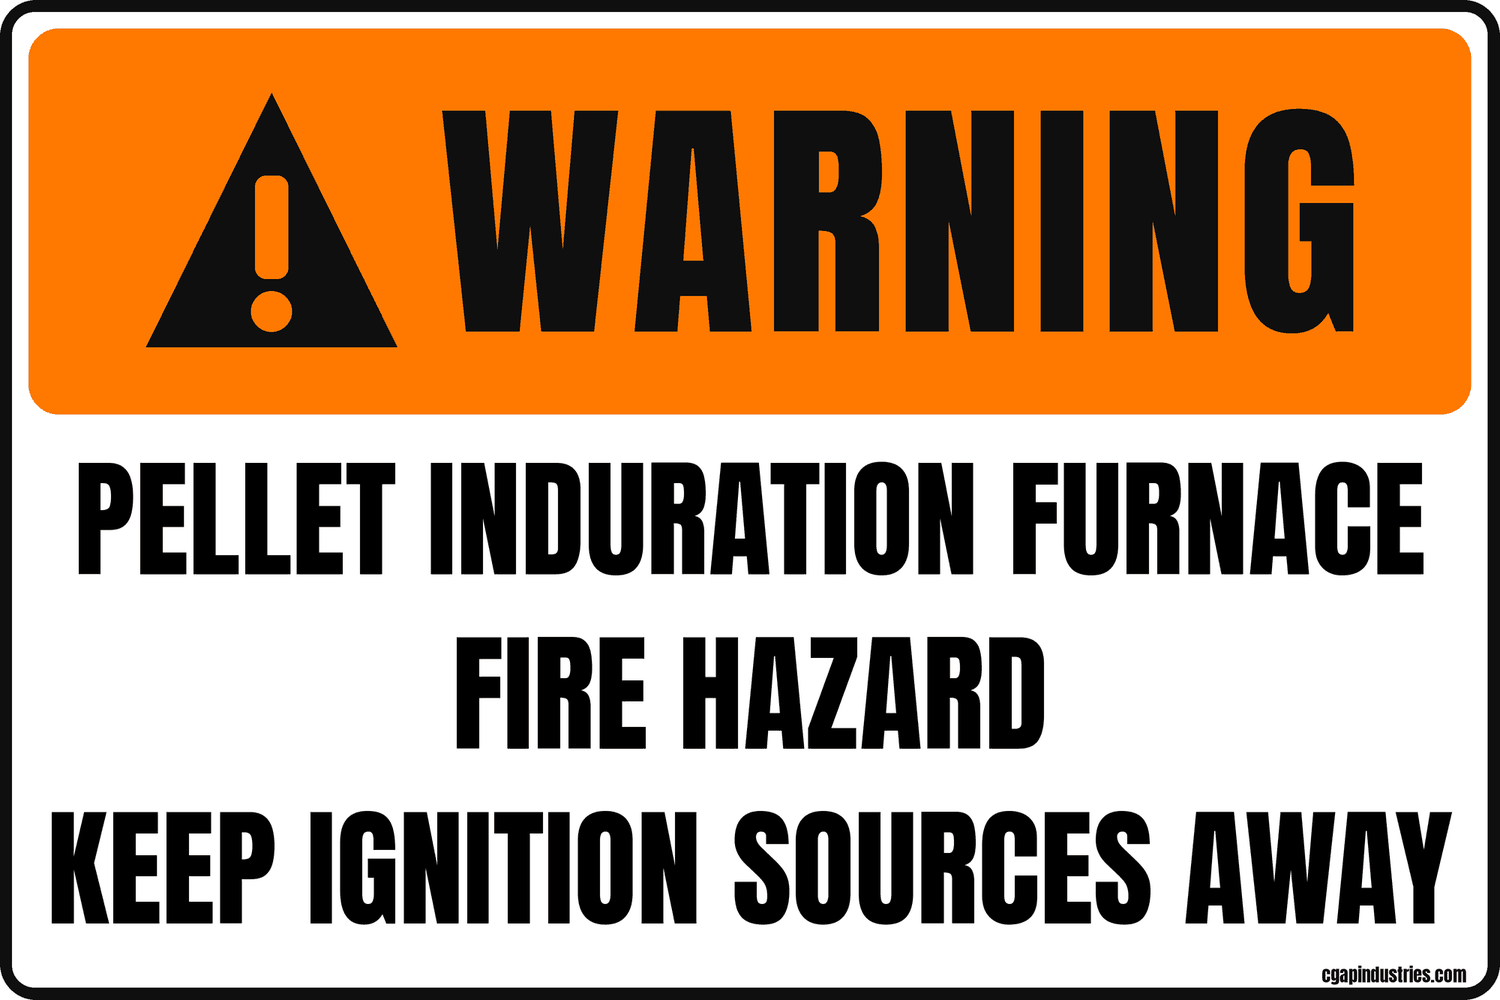 WARNING
PELLET INDURATION FURNACE
FIRE HAZARD
KEEP IGNITION SOURCES AWAY
cgapindustries.com